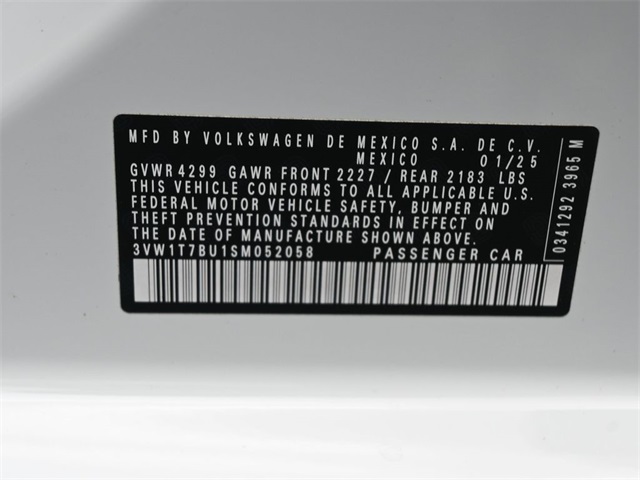 MFD BY VOLKSWAGEN DE MEXICO S.A. DE C.V.
MEXICO 01/25
GVWR 4299 GAWR FRONT 2227 / REAR 2183 LBS
THIS VEHICLE CONFORMS TO ALL APPLICABLE U.S.
FEDERAL MOTOR VEHICLE SAFETY, BUMPER AND
THEFT PREVENTION STANDARDS IN EFFECT ON
THE DATE OF MANUFACTURE SHOWN ABOVE.
3VW1T7BU1SM052058 PASSENGER CAR
0341292 3965 M